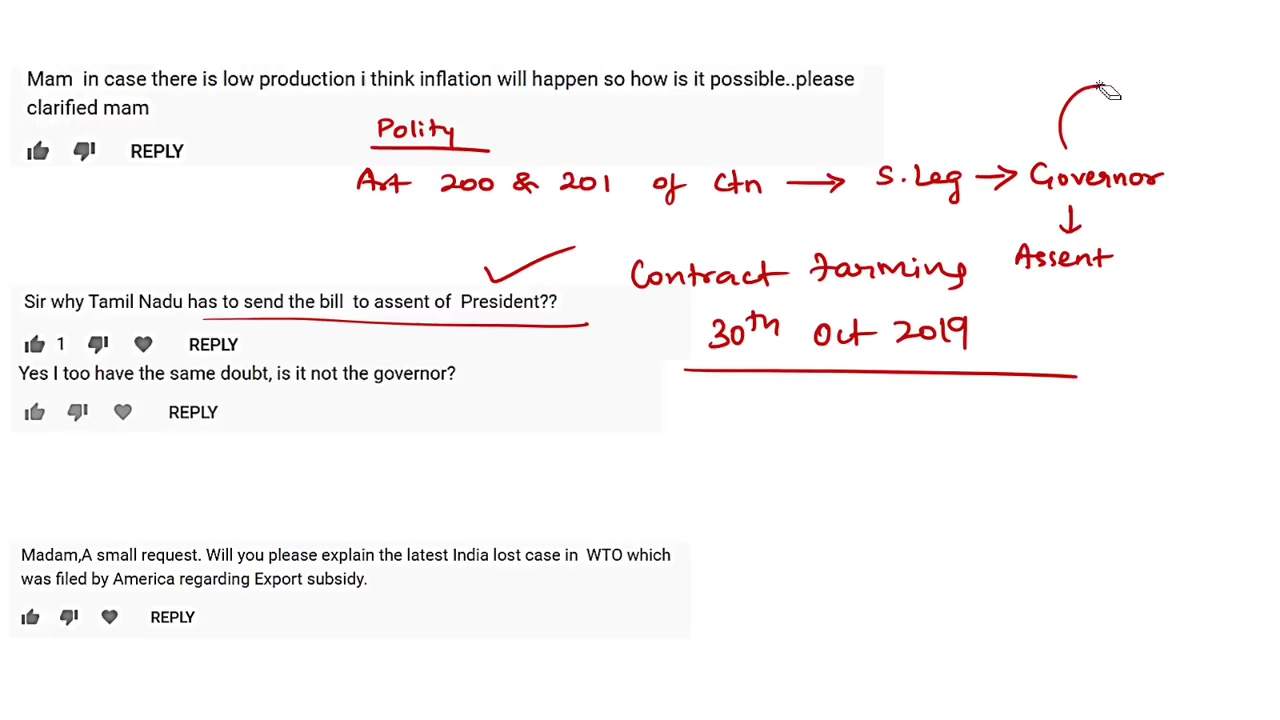 Mam in case there is low production i think inflation will happen so how is it possible..please
clarified mam
REPLY
Polity
Art 200 & 201 of Ctn → S.Leg → Governor
↓
Assent
Contract Farming
30th Oct 2019
Sir why Tamil Nadu has to send the bill to assent of President??
1 REPLY
Yes I too have the same doubt, is it not the governor?
REPLY
Madam,A small request. Will you please explain the latest India lost case in WTO which
was filed by America regarding Export subsidy.
REPLY